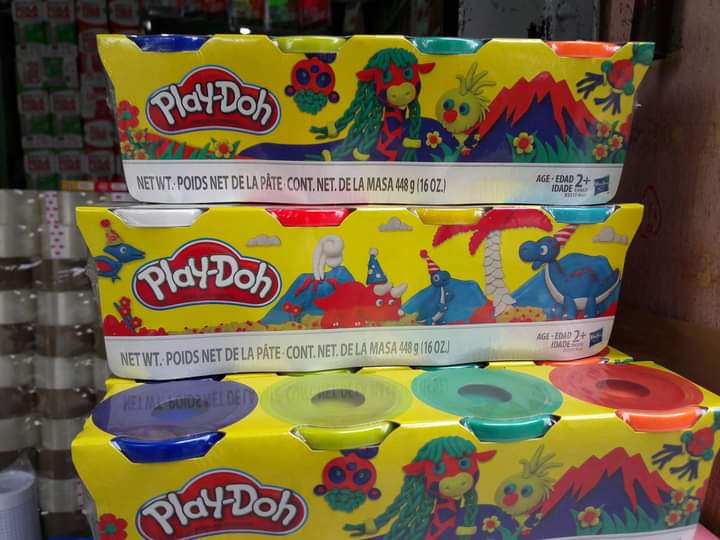 Play-Doh
NET WT. · POIDS NET DE LA PÂTE · CONT. NET. DE LA MASA 448 g (16 OZ.)
AGE · EDAD 2+
IDADE
Play-Doh
NET WT. · POIDS NET DE LA PÂTE · CONT. NET. DE LA MASA 448 g (16 OZ.)
AGE · EDAD 2+
IDADE
Play-Doh